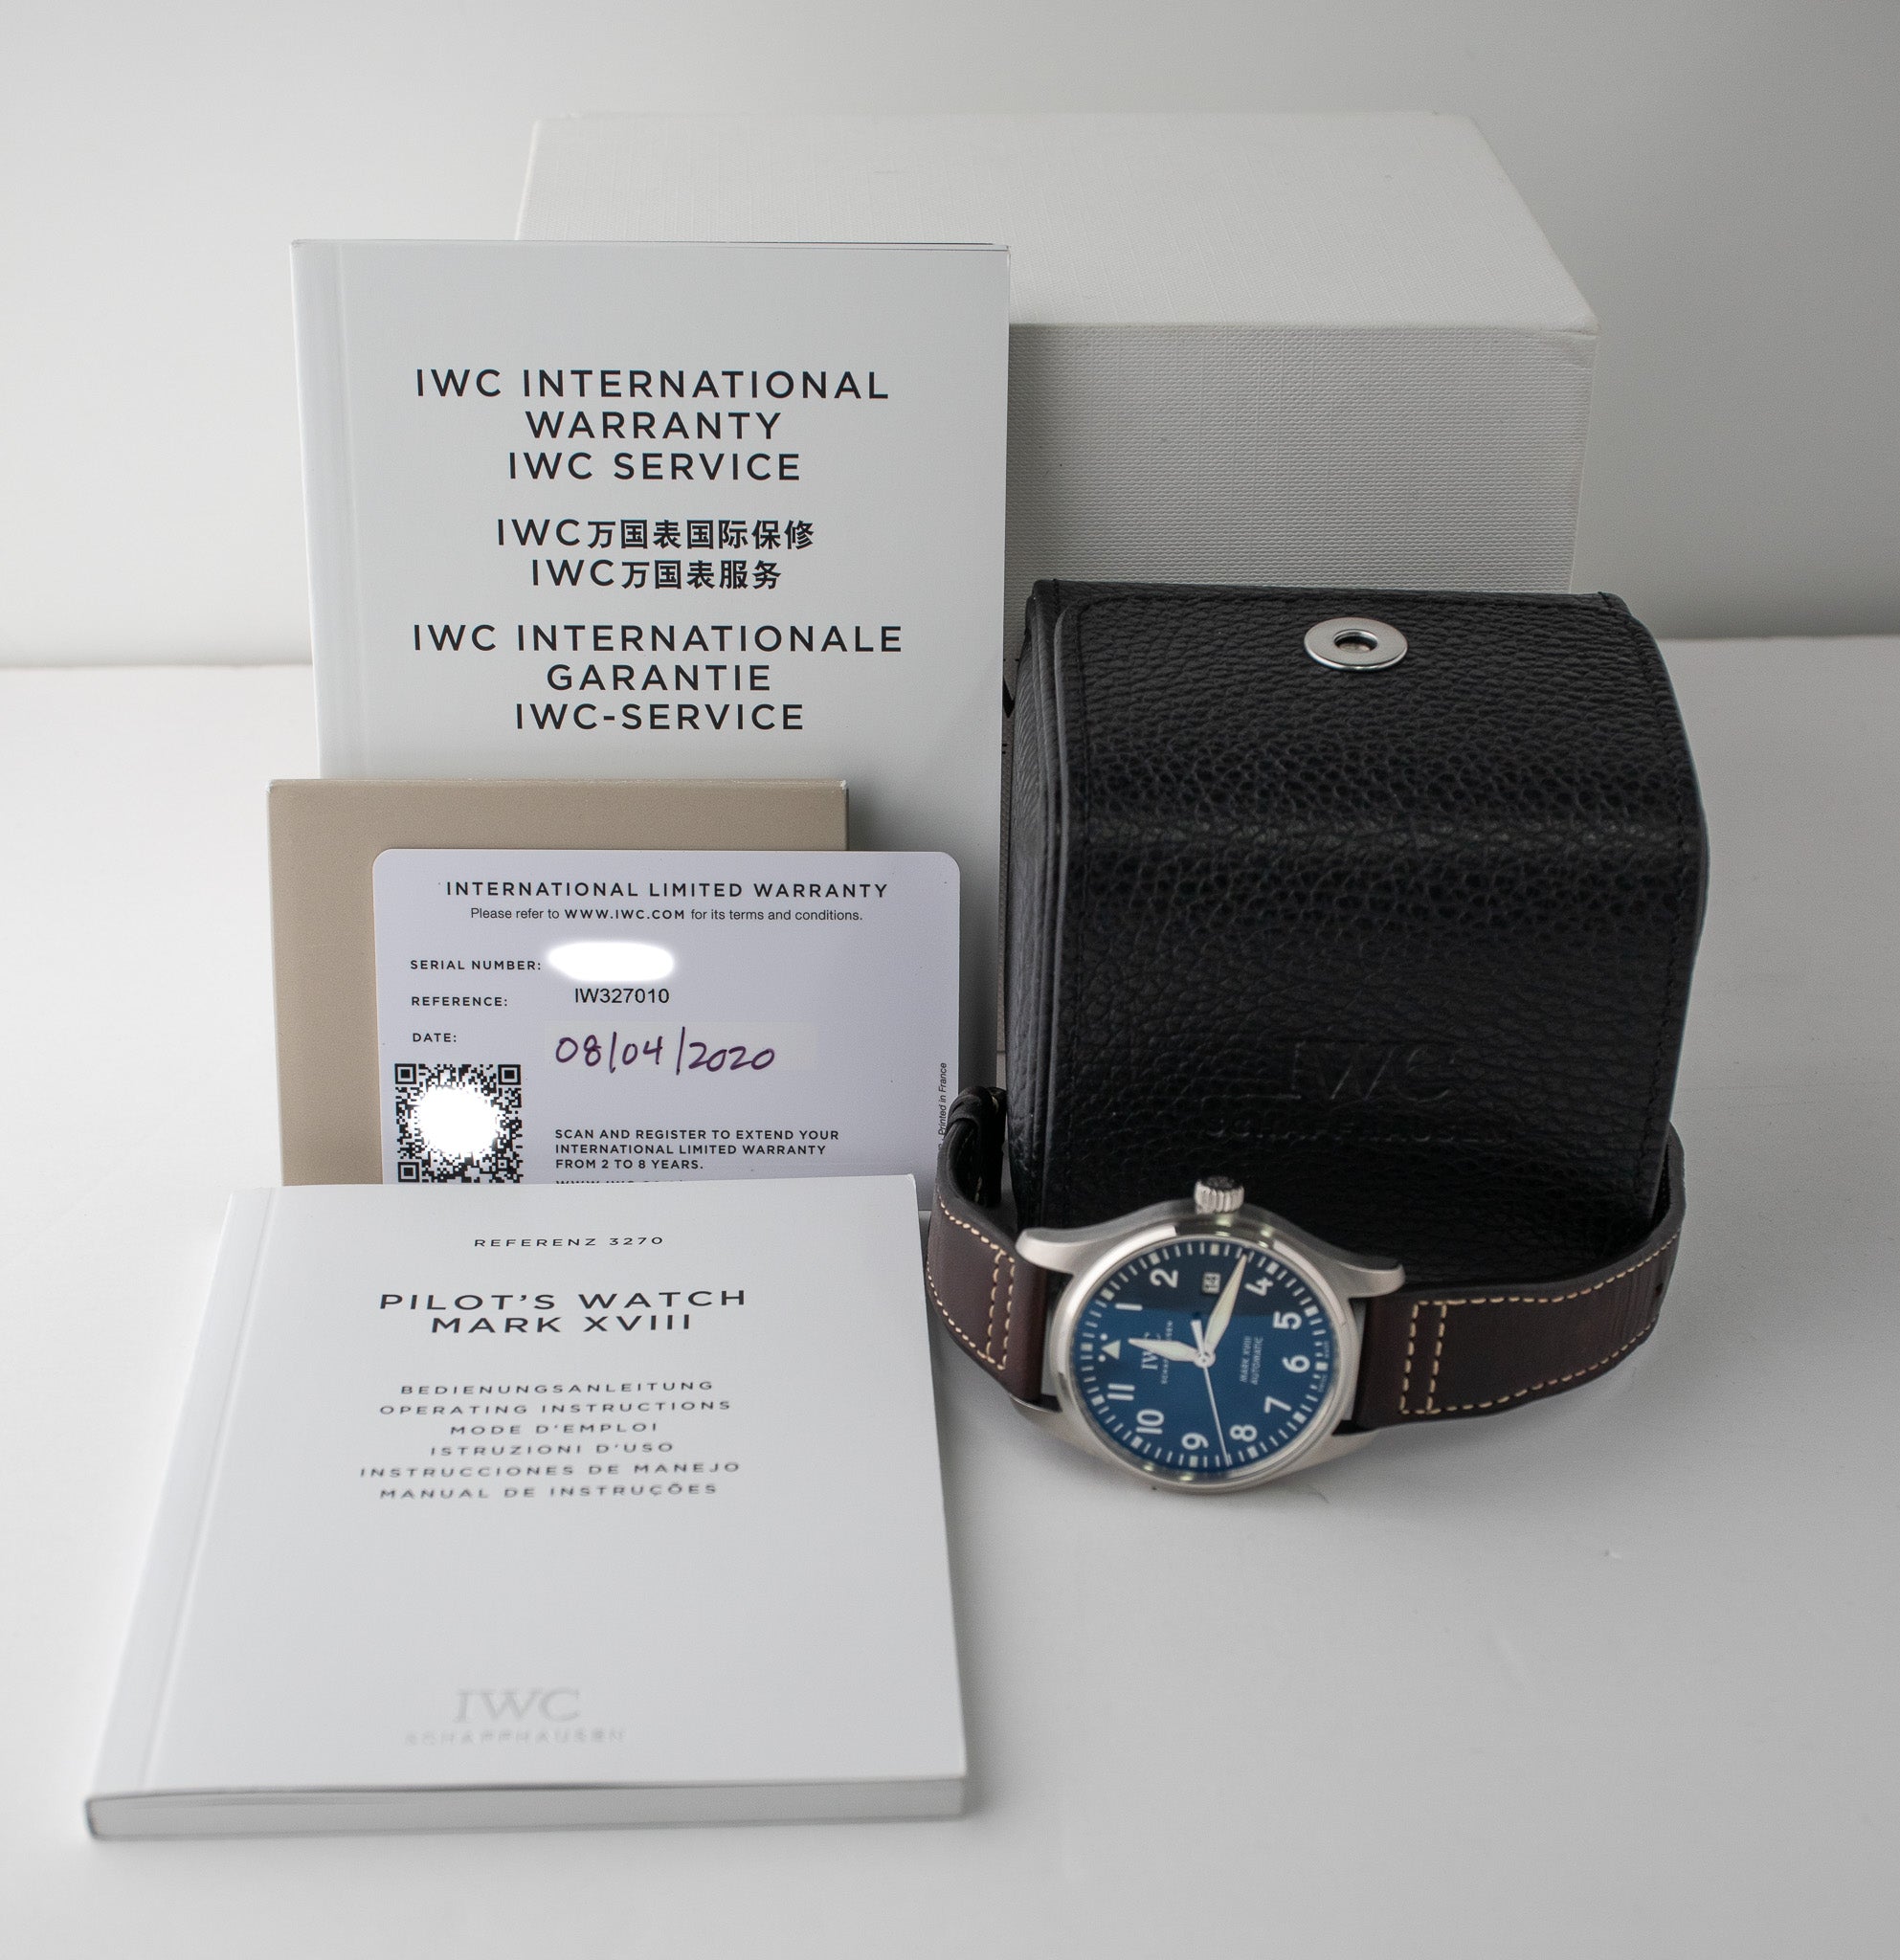 IWC INTERNATIONAL
WARRANTY
IWC SERVICE
IWC万国表国际保修
IWC万国表服务
IWC INTERNATIONALE
GARANTIE
IWC-SERVICE
INTERNATIONAL LIMITED WARRANTY
Please refer to WWW.IWC.COM for its terms and conditions.
SERIAL NUMBER:
REFERENCE: IW327010
DATE: 08/04/2020
SCAN AND REGISTER TO EXTEND YOUR
INTERNATIONAL LIMITED WARRANTY
FROM 2 TO 8 YEARS.
Printed in France
REFERENZ 3270
PILOT'S WATCH
MARK XVIII
BEDIENUNGSANLEITUNG
OPERATING INSTRUCTIONS
MODE D'EMPLOI
ISTRUZIONI D'USO
INSTRUCCIONES DE MANEJO
MANUAL DE INSTRUÇÕES
IWC
SCHAFFHAUSEN
IWC
SCHAFFHAUSEN
1
2
4
5
6
7
8
9
10
11
IWC
MARK XVIII
AUTOMATIC